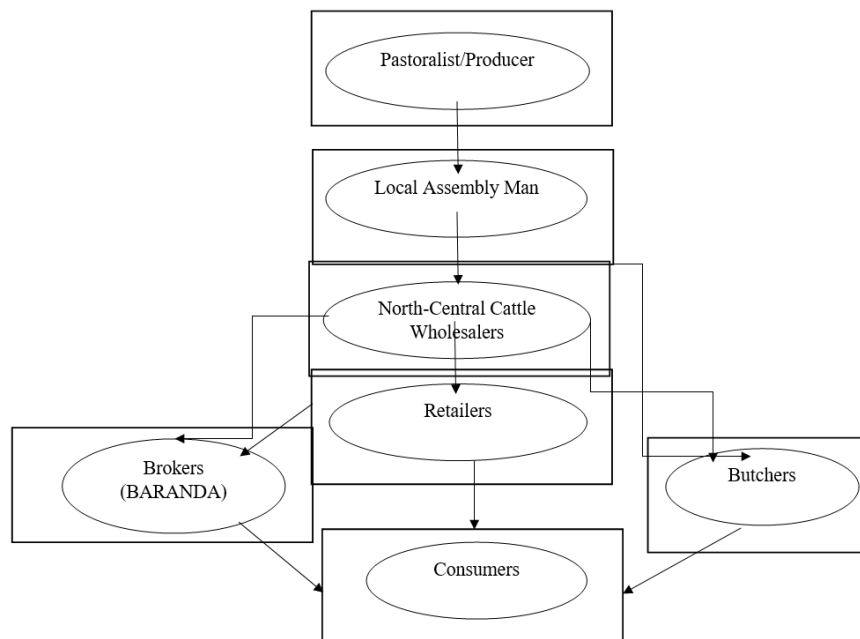 Pastoralist/Producer
Local Assembly Man
North-Central Cattle
Wholesalers
Retailers
Brokers
(BARANDA)
Butchers
Consumers